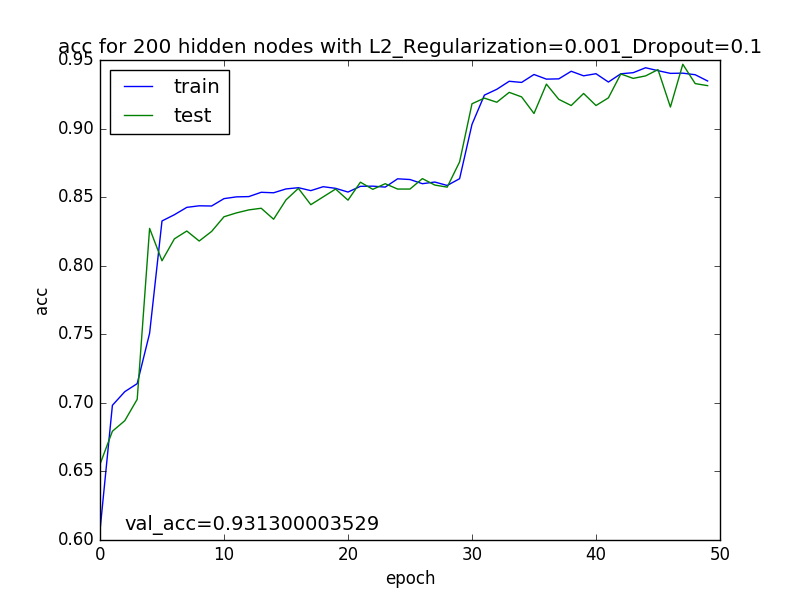 acc for 200 hidden nodes with L2_Regularization=0.001_Dropout=0.1
train
test
0.95
0.90
0.85
0.80
0.75
0.70
0.65
0.60
acc
val_acc=0.931300003529
0 10 20 30 40 50
epoch